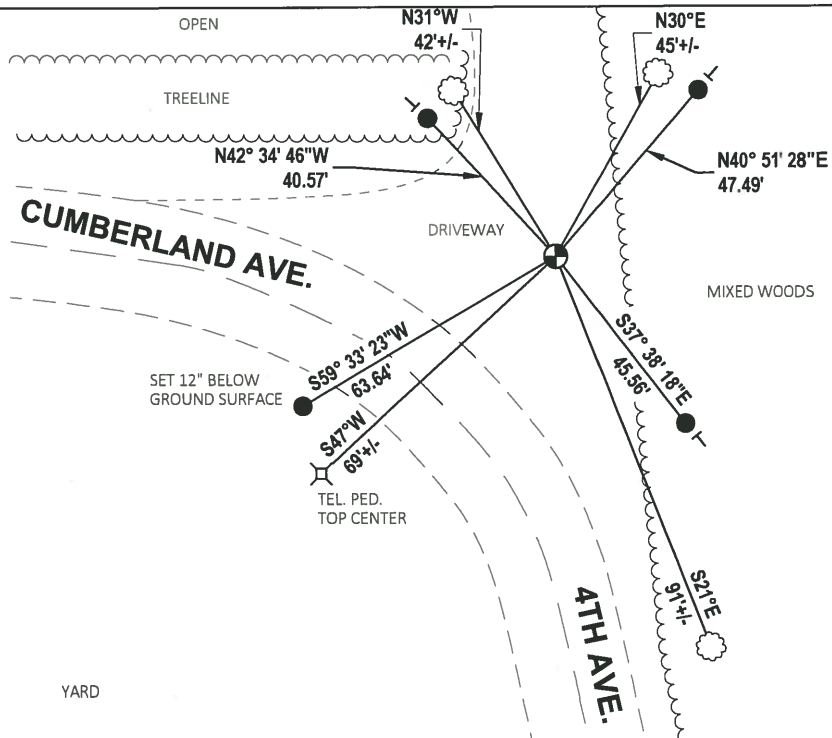 OPEN
N31°W
42'+/-
N30°E
45'+/-
TREELINE
N42° 34' 46"W
40.57'
N40° 51' 28"E
47.49'
CUMBERLAND AVE.
DRIVEWAY
MIXED WOODS
S59° 33' 23"W
63.64'
S37° 38' 18"E
45.56'
SET 12" BELOW
GROUND SURFACE
S47°W
69'+/-
TEL. PED.
TOP CENTER
S21°E
91'+/-
4TH AVE.
YARD